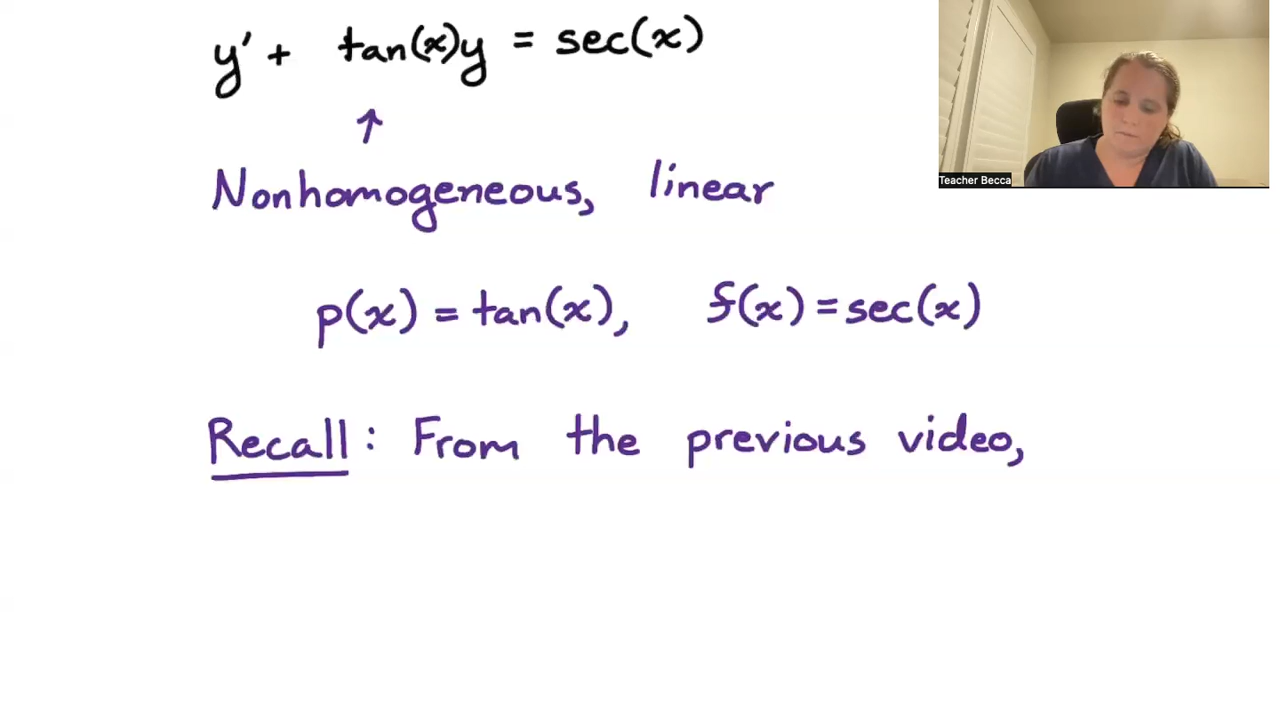 y' + tan(x)y = sec(x)
↑
Nonhomogeneous, linear
p(x) = tan(x), f(x) = sec(x)
Recall: From the previous video,
Teacher Becca